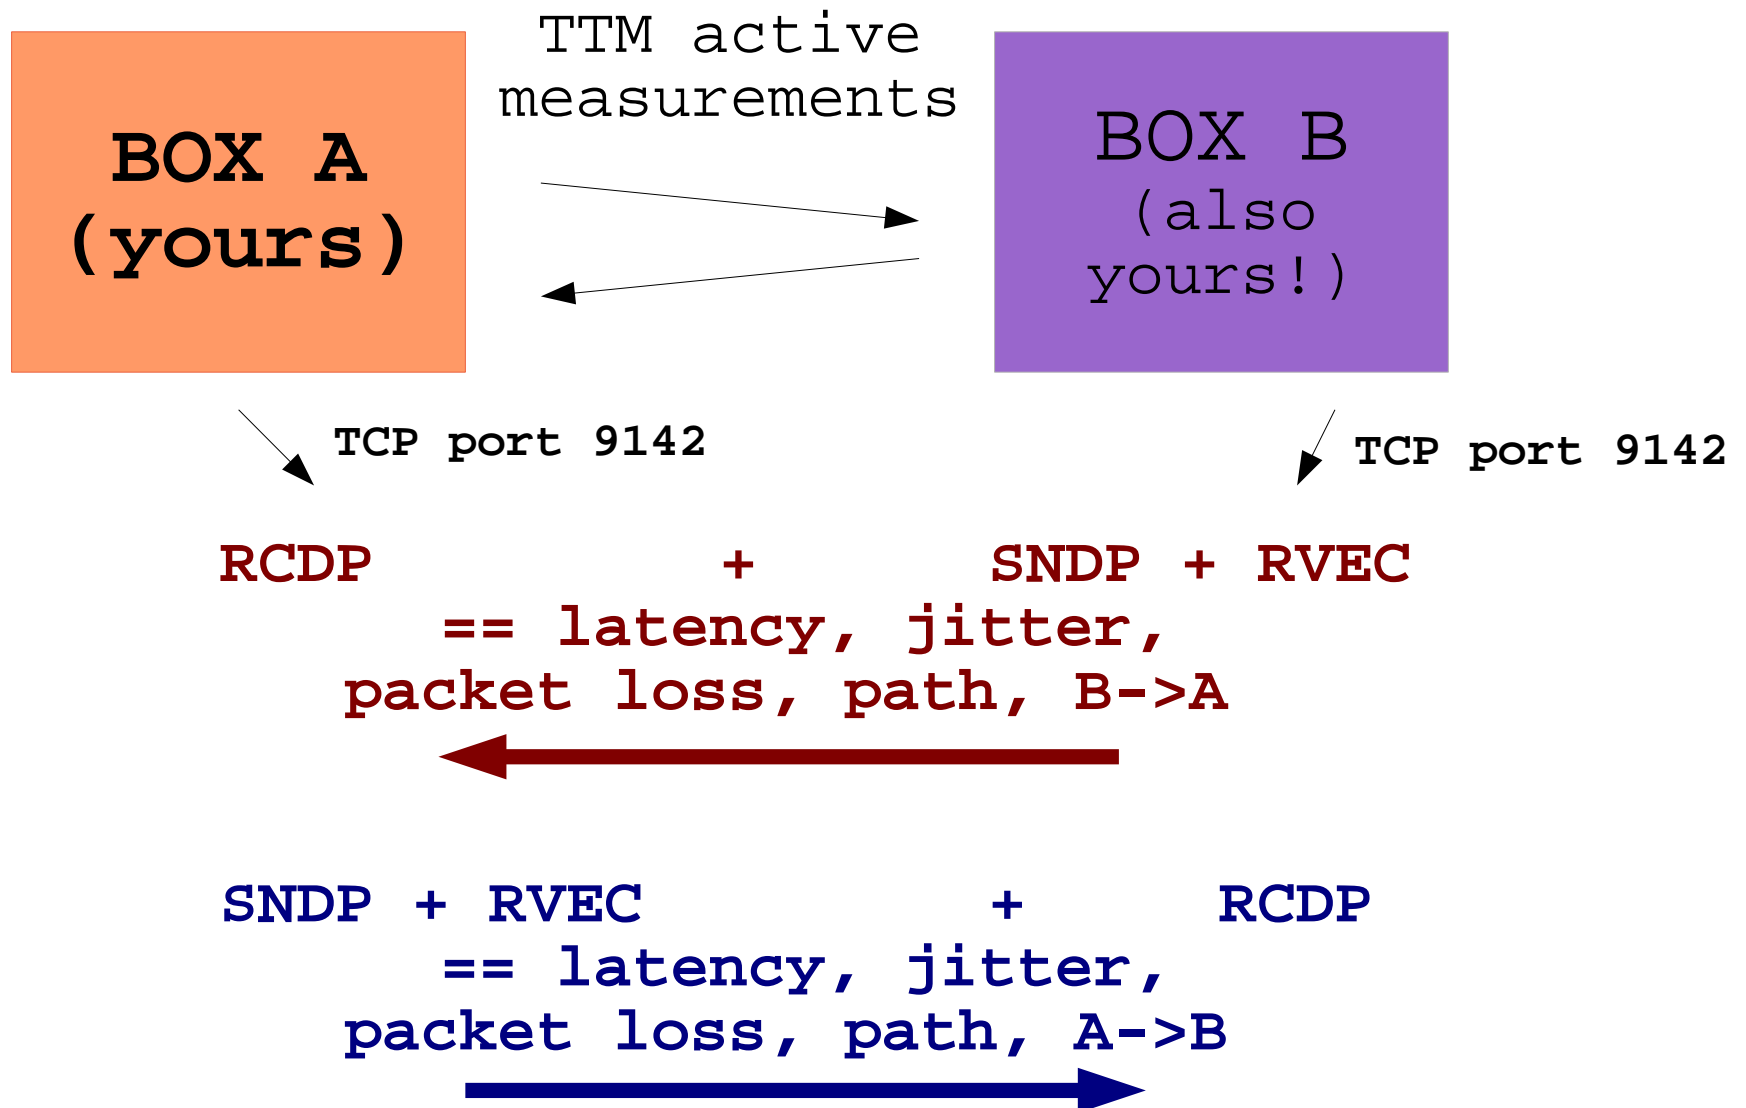 TTM active
measurements
BOX A
(yours)
BOX B
(also
yours!)
TCP port 9142
TCP port 9142
RCDP + SNDP + RVEC
== latency, jitter,
packet loss, path, B->A
SNDP + RVEC + RCDP
== latency, jitter,
packet loss, path, A->B